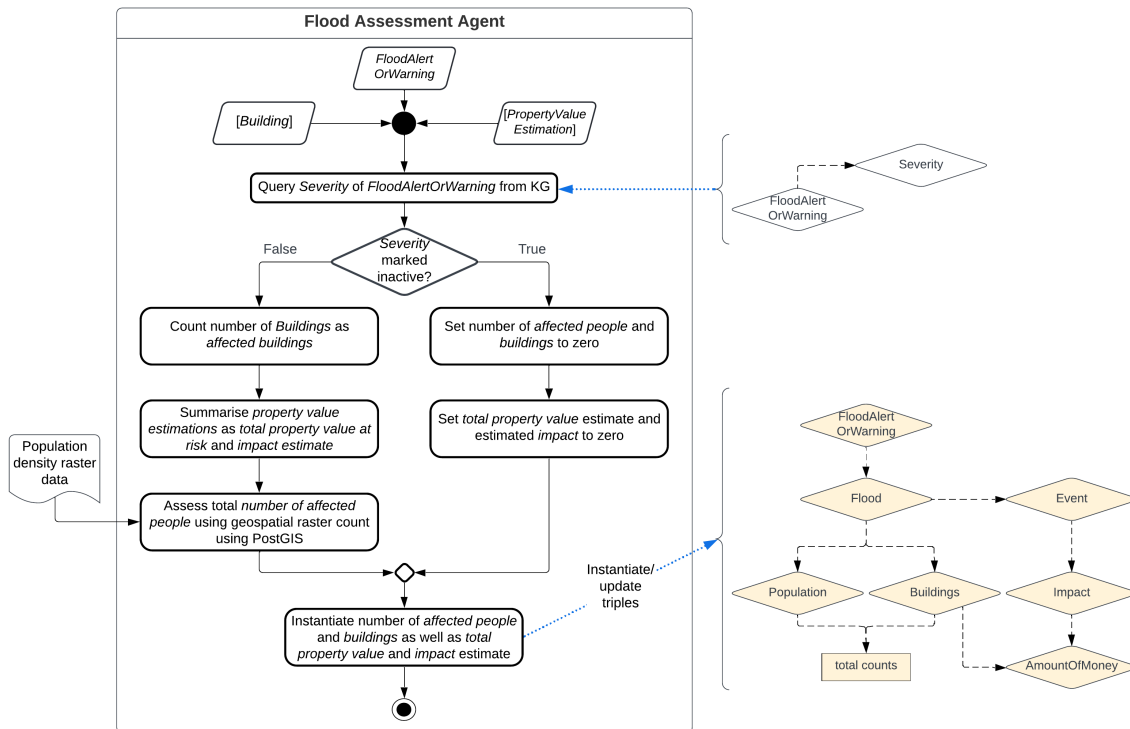 Flood Assessment Agent
FloodAlert
OrWarning
[Building]
[PropertyValue
Estimation]
Query Severity of FloodAlertOrWarning from KG
Severity
FloodAlert
OrWarning
False
Severity
marked
inactive?
True
Count number of Buildings as
affected buildings
Set number of affected people and
buildings to zero
Summarise property value
estimations as total property value at
risk and impact estimate
Set total property value estimate and
estimated impact to zero
Population
density raster
data
Assess total number of affected
people using geospatial raster count
using PostGIS
Instantiate/
update
triples
Instantiate number of affected people
and buildings as well as total
property value and impact estimate
FloodAlert
OrWarning
Flood
Event
Population
Buildings
Impact
total counts
AmountOfMoney